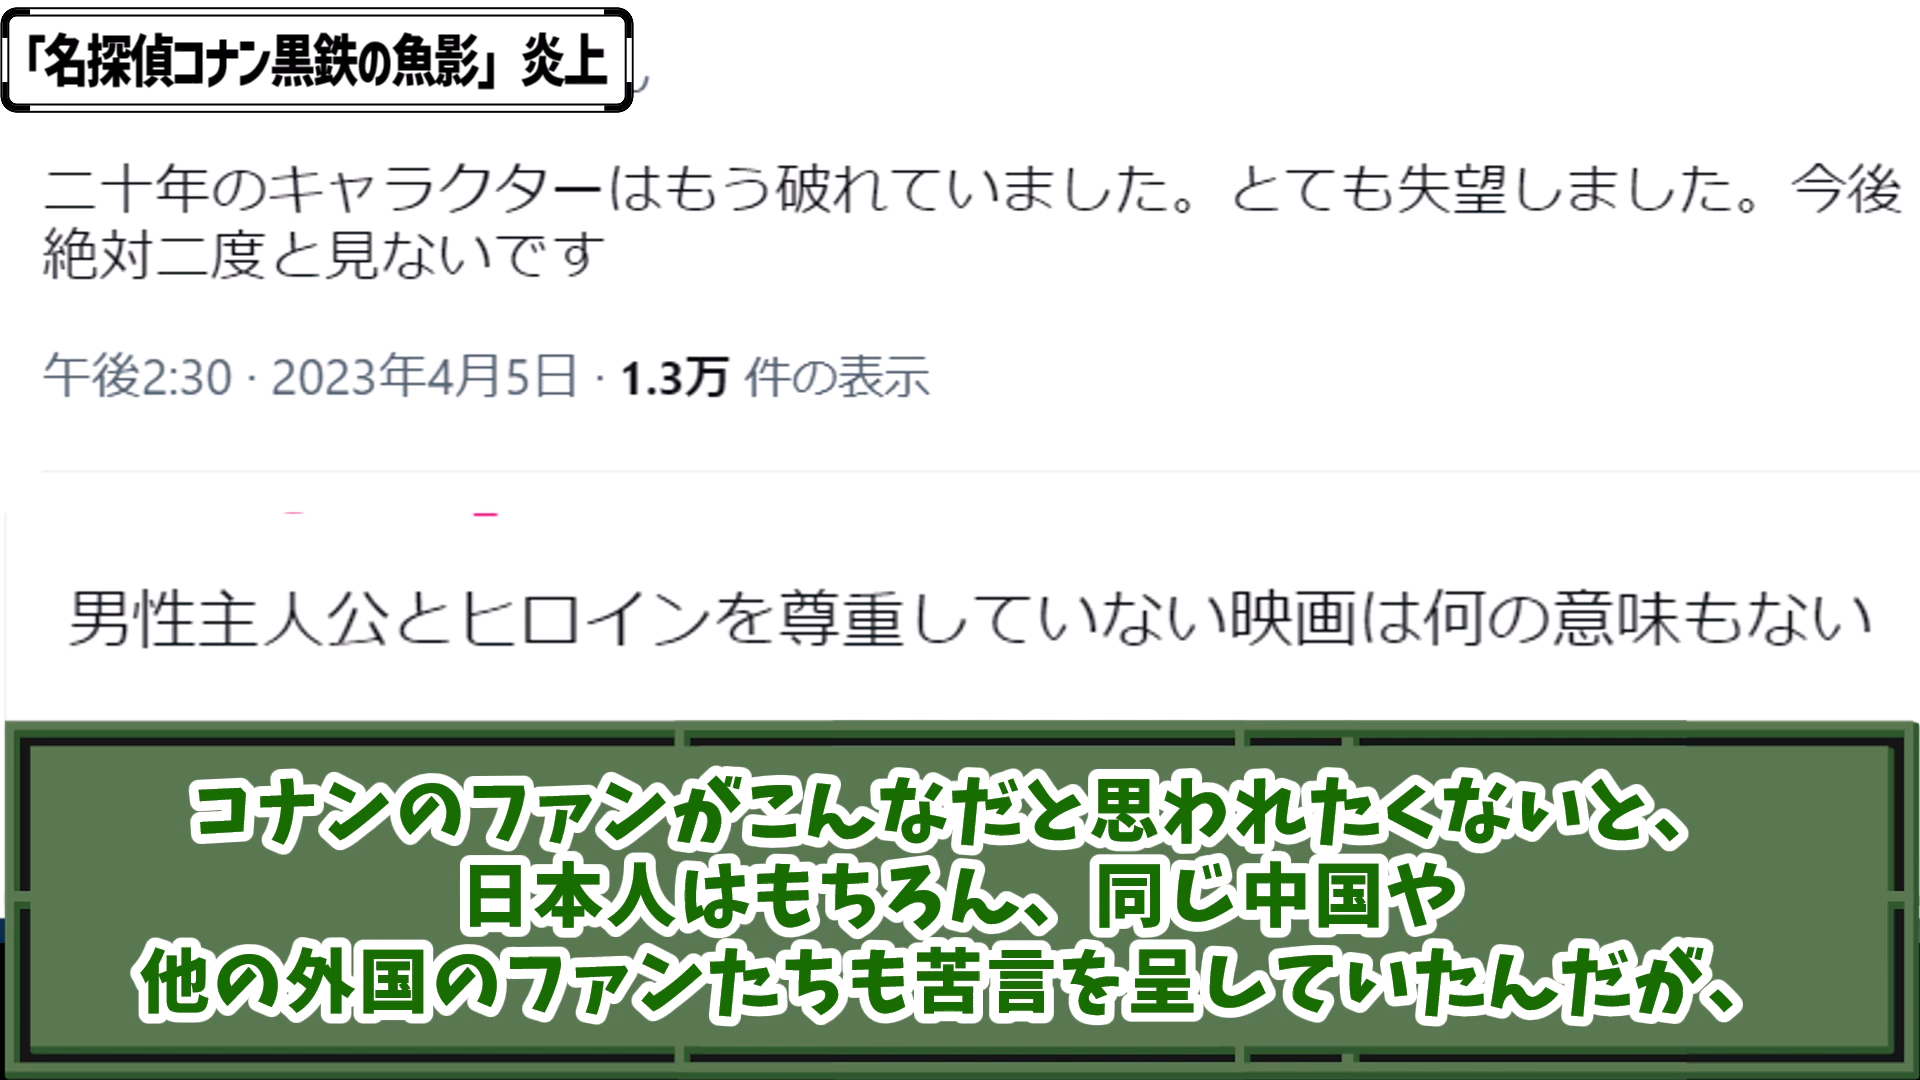 「名探偵コナン黒鉄の魚影」炎上
二十年のキャラクターはもう破れていました。とても失望しました。今後
絶対二度と見ないです
午後2:30 · 2023年4月5日 · 1.3万 件の表示
男性主人公とヒロインを尊重していない映画は何の意味もない
コナンのファンがこんなだと思われたくないと、
日本人はもちろん、同じ中国や
他の外国のファンたちも苦言を呈していたんだが、